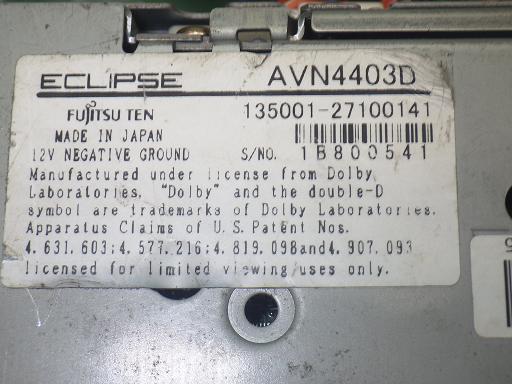 ECLIPSE AVN4403D
FUJITSU TEN 135001-27100141
MADE IN JAPAN
12V NEGATIVE GROUND S/NO. 1B800541
Manufactured under license from Dolby
Laboratories. "Dolby" and the double-D
symbol are trademarks of Dolby Laboratories.
Apparatus Claims of U.S. Patent Nos.
4.631.603;4.577.216;4.819.098and4.907.093
licensed for limited viewing uses only.